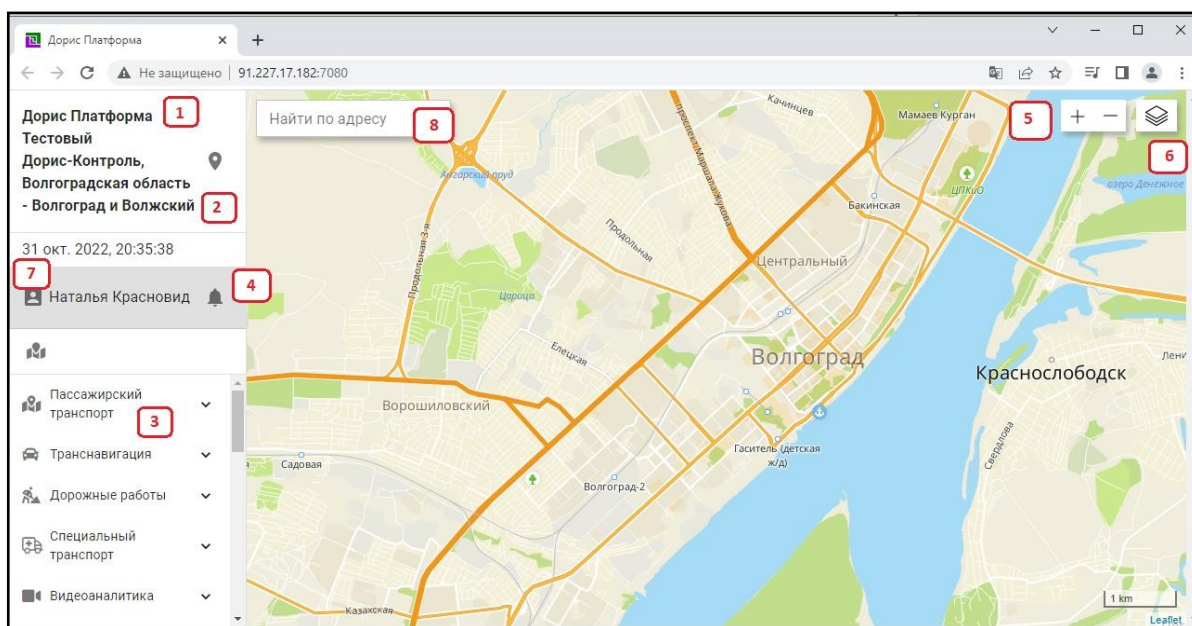 Дорис Платформа
Не защищено
91.227.17.182:7080
Дорис Платформа
1
Тестовый
Дорис-Контроль,
Волгоградская область
- Волгоград и Волжский
2
31 окт. 2022, 20:35:38
7
Наталья Красновид
4
Пассажирский
транспорт
3
Транснавигация
Дорожные работы
Специальный
транспорт
Видеоаналитика
Найти по адресу
8
5
6
Качинцев
Мамаев Курган
проспект Маршала Жукова
Ангарский пруд
ЦПКиО
озеро Денежное
Бакинская
Продольная
Продольная 3-я
Центральный
Царица
Елецкая
Волгоград
Краснослободск
Лени
Ворошиловский
Свердлова
Гаситель (детская
ж/д)
Садовая
Волгоград-2
Казахская
1 km
Leaflet